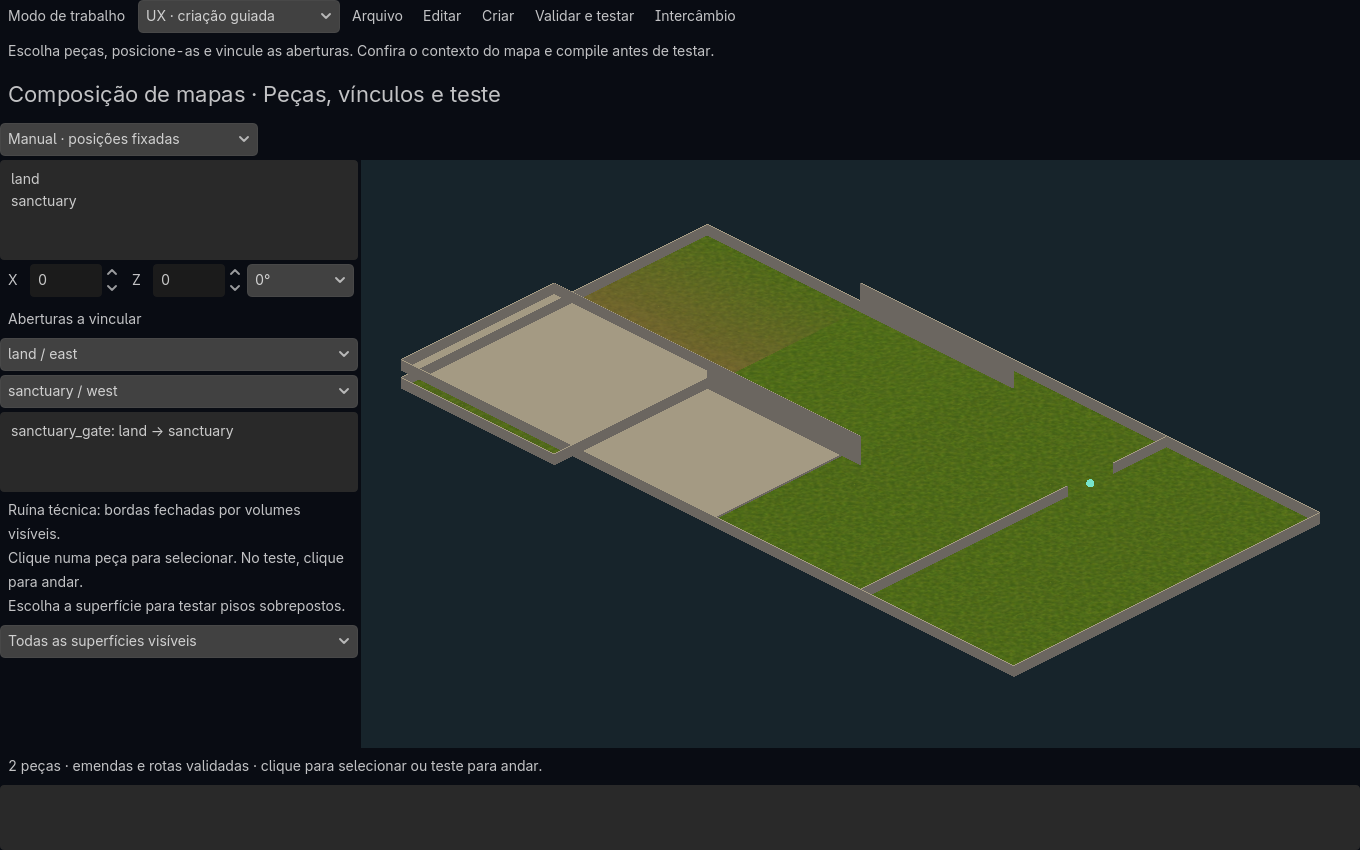 Modo de trabalho UX · criação guiada Arquivo Editar Criar Validar e testar Intercâmbio
Escolha peças, posicione-as e vincule as aberturas. Confira o contexto do mapa e compile antes de testar.
Composição de mapas · Peças, vínculos e teste
Manual · posições fixadas
land
sanctuary
X 0 Z 0 0°
Aberturas a vincular
land / east
sanctuary / west
sanctuary_gate: land → sanctuary
Ruína técnica: bordas fechadas por volumes
visíveis.
Clique numa peça para selecionar. No teste, clique
para andar.
Escolha a superfície para testar pisos sobrepostos.
Todas as superfícies visíveis
2 peças · emendas e rotas validadas · clique para selecionar ou teste para andar.